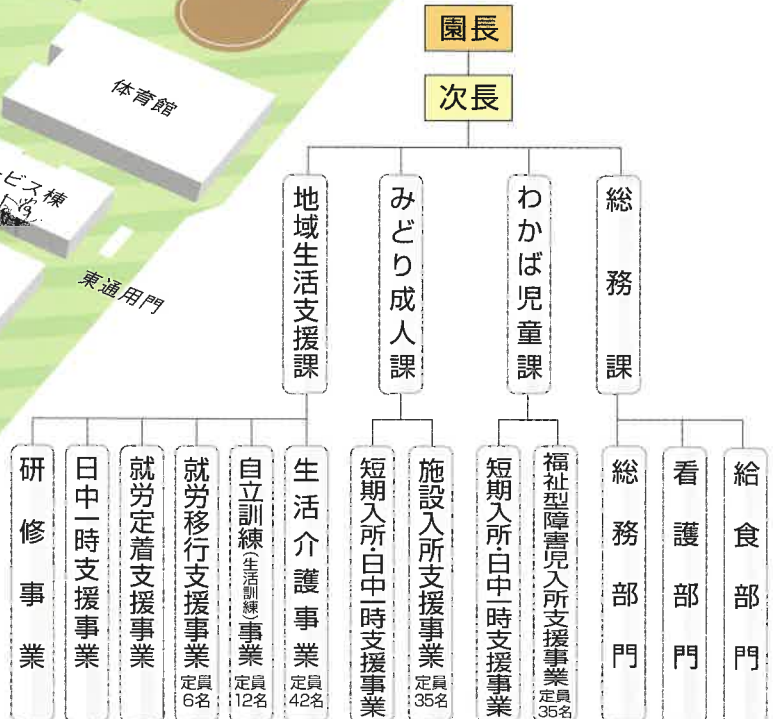 園長
次長
体育館
ビス棟
東通用門
地域生活支援課
みどり成人課
わかば児童課
総務課
研修事業
日中一時支援事業
就労定着支援事業
就労移行支援事業
定員
6名
自立訓練(生活訓練)事業
定員
12名
生活介護事業
定員
42名
短期入所・日中一時支援事業
施設入所支援事業
定員
35名
短期入所・日中一時支援事業
福祉型障害児入所支援事業
定員
35名
総務部門
看護部門
給食部門